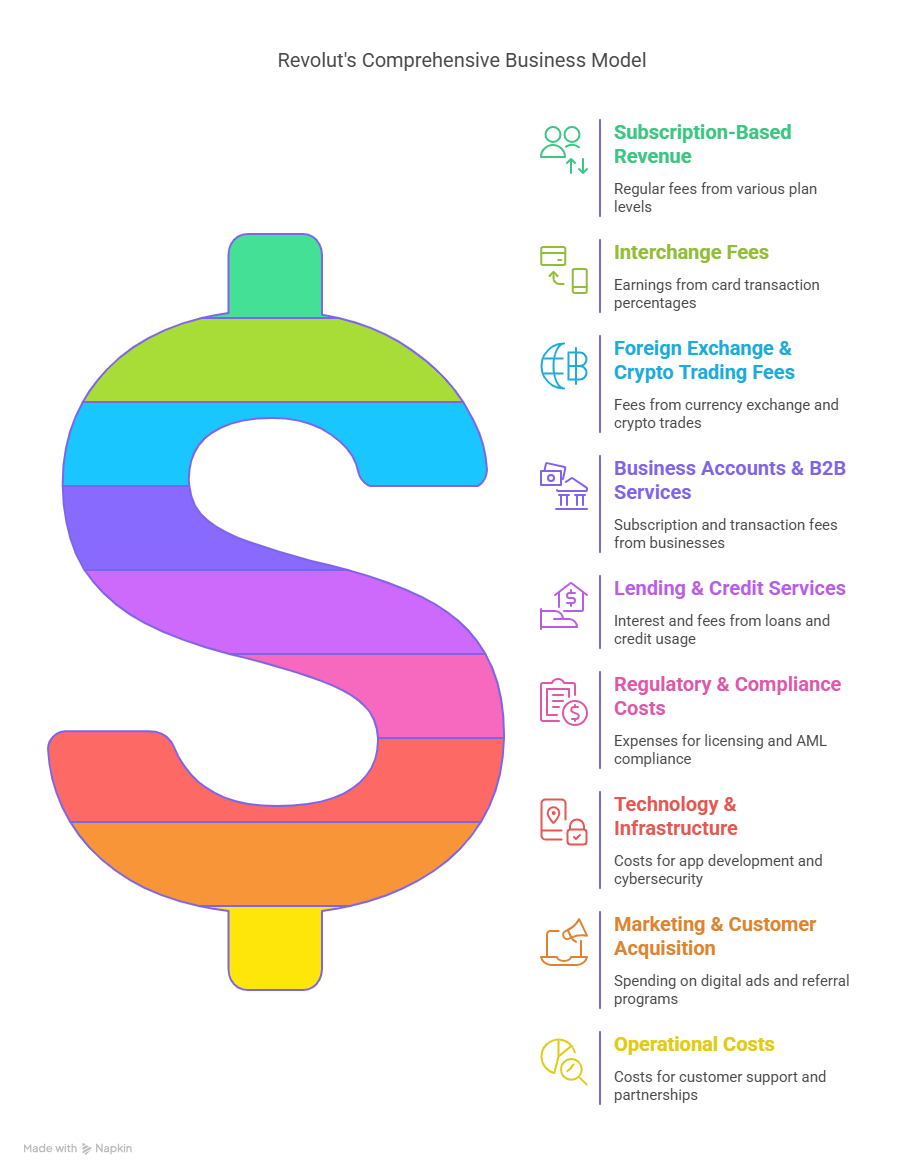 Revolut's Comprehensive Business Model
Subscription-Based
Revenue
Regular fees from various plan
levels
Interchange Fees
Earnings from card transaction
percentages
Foreign Exchange &
Crypto Trading Fees
Fees from currency exchange and
crypto trades
Business Accounts & B2B
Services
Subscription and transaction fees
from businesses
Lending & Credit Services
Interest and fees from loans and
credit usage
Regulatory & Compliance
Costs
Expenses for licensing and AML
compliance
Technology &
Infrastructure
Costs for app development and
cybersecurity
Marketing & Customer
Acquisition
Spending on digital ads and referral
programs
Operational Costs
Costs for customer support and
partnerships
Made with Napkin